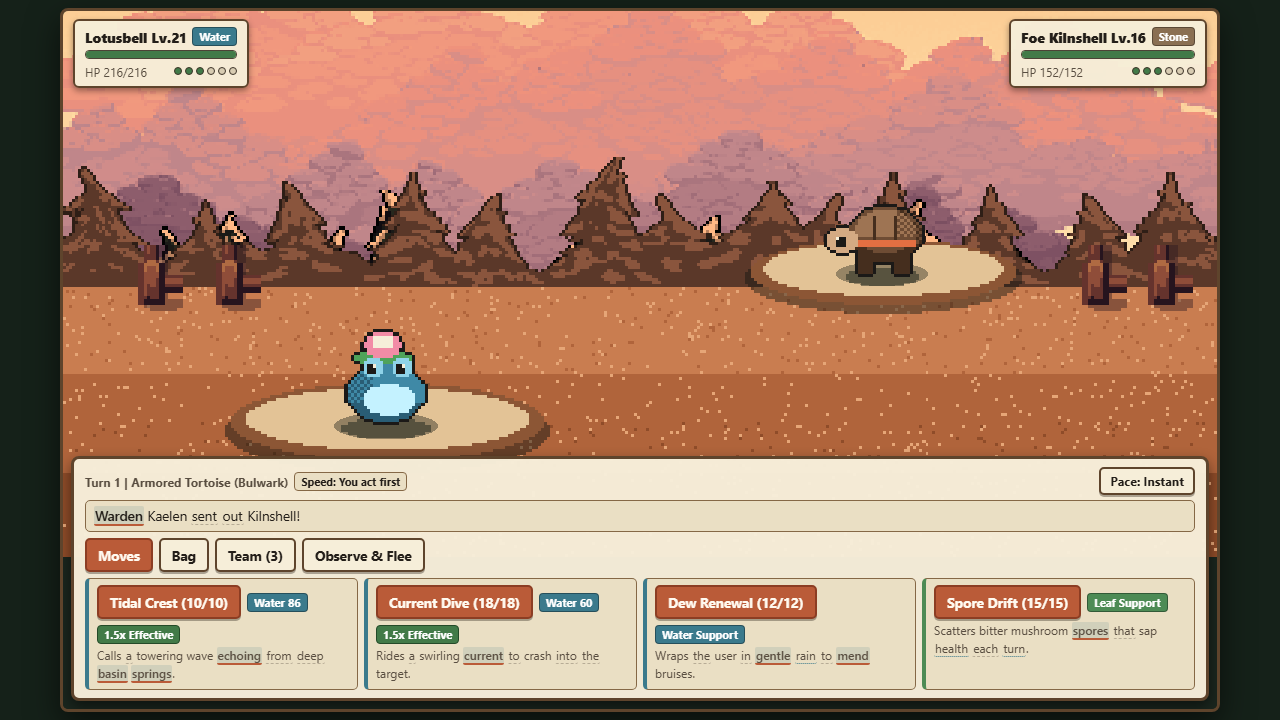 Lotusbell Lv.21 Water
HP 216/216
Foe Kilnshell Lv.16 Stone
HP 152/152
Turn 1 | Armored Tortoise (Bulwark) Speed: You act first
Pace: Instant
Warden Kaelen sent out Kilnshell!
Moves Bag Team (3) Observe & Flee
Tidal Crest (10/10) Water 86
1.5x Effective
Calls a towering wave echoing from deep
basin springs.
Current Dive (18/18) Water 60
1.5x Effective
Rides a swirling current to crash into the
target.
Dew Renewal (12/12)
Water Support
Wraps the user in gentle rain to mend
bruises.
Spore Drift (15/15) Leaf Support
Scatters bitter mushroom spores that sap
health each turn.